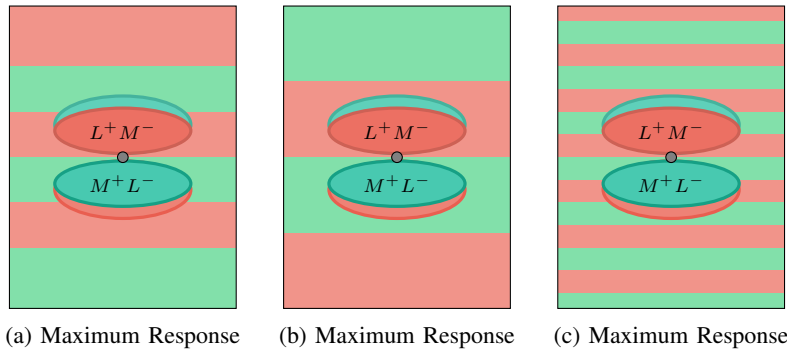 L⁺M⁻ L⁺M⁻ L⁺M⁻
M⁺L⁻ M⁺L⁻ M⁺L⁻
(a) Maximum Response (b) Maximum Response (c) Maximum Response